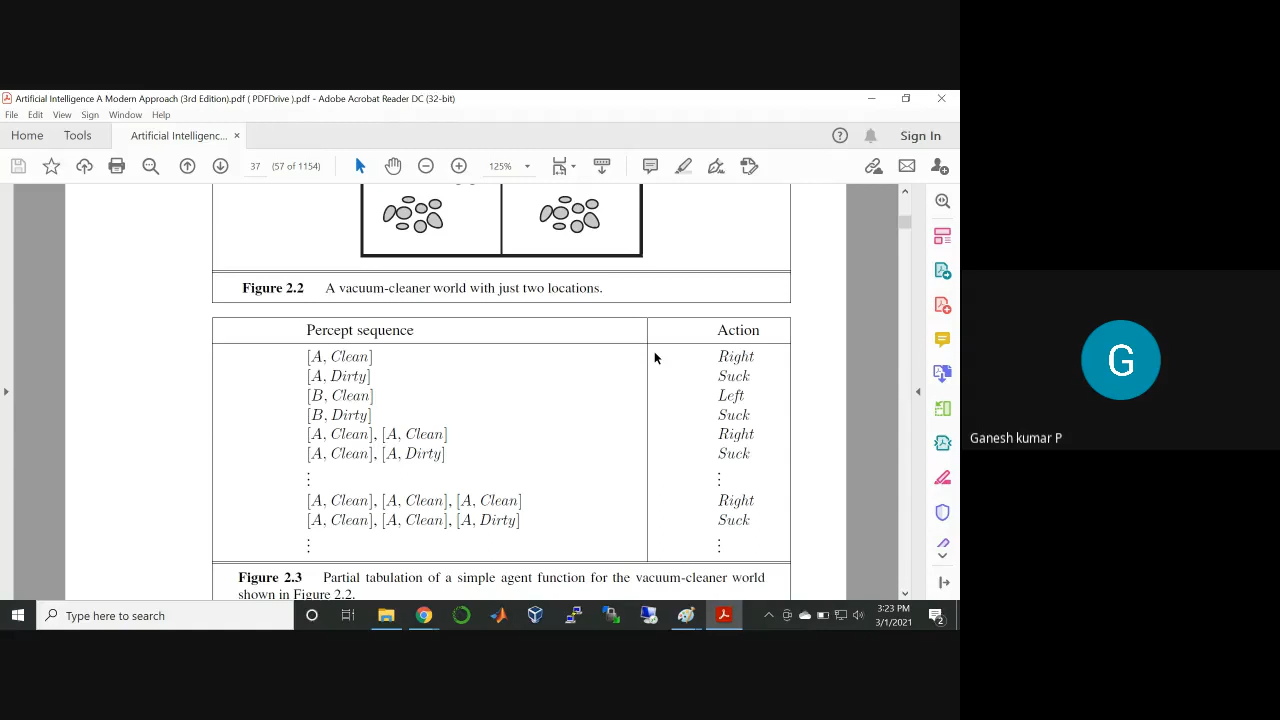 Artificial Intelligence A Modern Approach (3rd Edition).pdf ( PDFDrive ).pdf - Adobe Acrobat Reader DC (32-bit)
File Edit View Sign Window Help
Home Tools Artificial Intelligenc... × Sign In
37 (57 of 1154) 125%
Figure 2.2 A vacuum-cleaner world with just two locations.
Percept sequence Action
[A, Clean] Right
[A, Dirty] Suck
[B, Clean] Left
[B, Dirty] Suck
[A, Clean], [A, Clean] Right
[A, Clean], [A, Dirty] Suck
⋮ ⋮
[A, Clean], [A, Clean], [A, Clean] Right
[A, Clean], [A, Clean], [A, Dirty] Suck
⋮ ⋮
Figure 2.3 Partial tabulation of a simple agent function for the vacuum-cleaner world
shown in Figure 2.2.
Type here to search
3:23 PM
3/1/2021
2
G
Ganesh kumar P